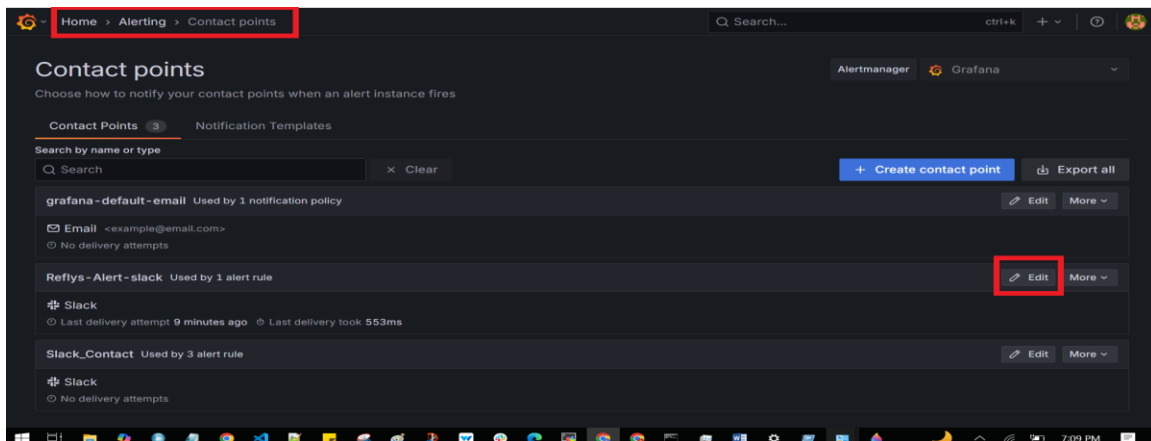 Home > Alerting > Contact points
Search...
ctrl+k
Contact points
Alertmanager
Grafana
Choose how to notify your contact points when an alert instance fires
Contact Points 3
Notification Templates
Search by name or type
Search
× Clear
+ Create contact point
Export all
grafana-default-email Used by 1 notification policy
Edit
More
Email <example@email.com>
No delivery attempts
Reflys-Alert-slack Used by 1 alert rule
Edit
More
Slack
Last delivery attempt 9 minutes ago Last delivery took 553ms
Slack_Contact Used by 3 alert rule
Edit
More
Slack
No delivery attempts
7:09 PM